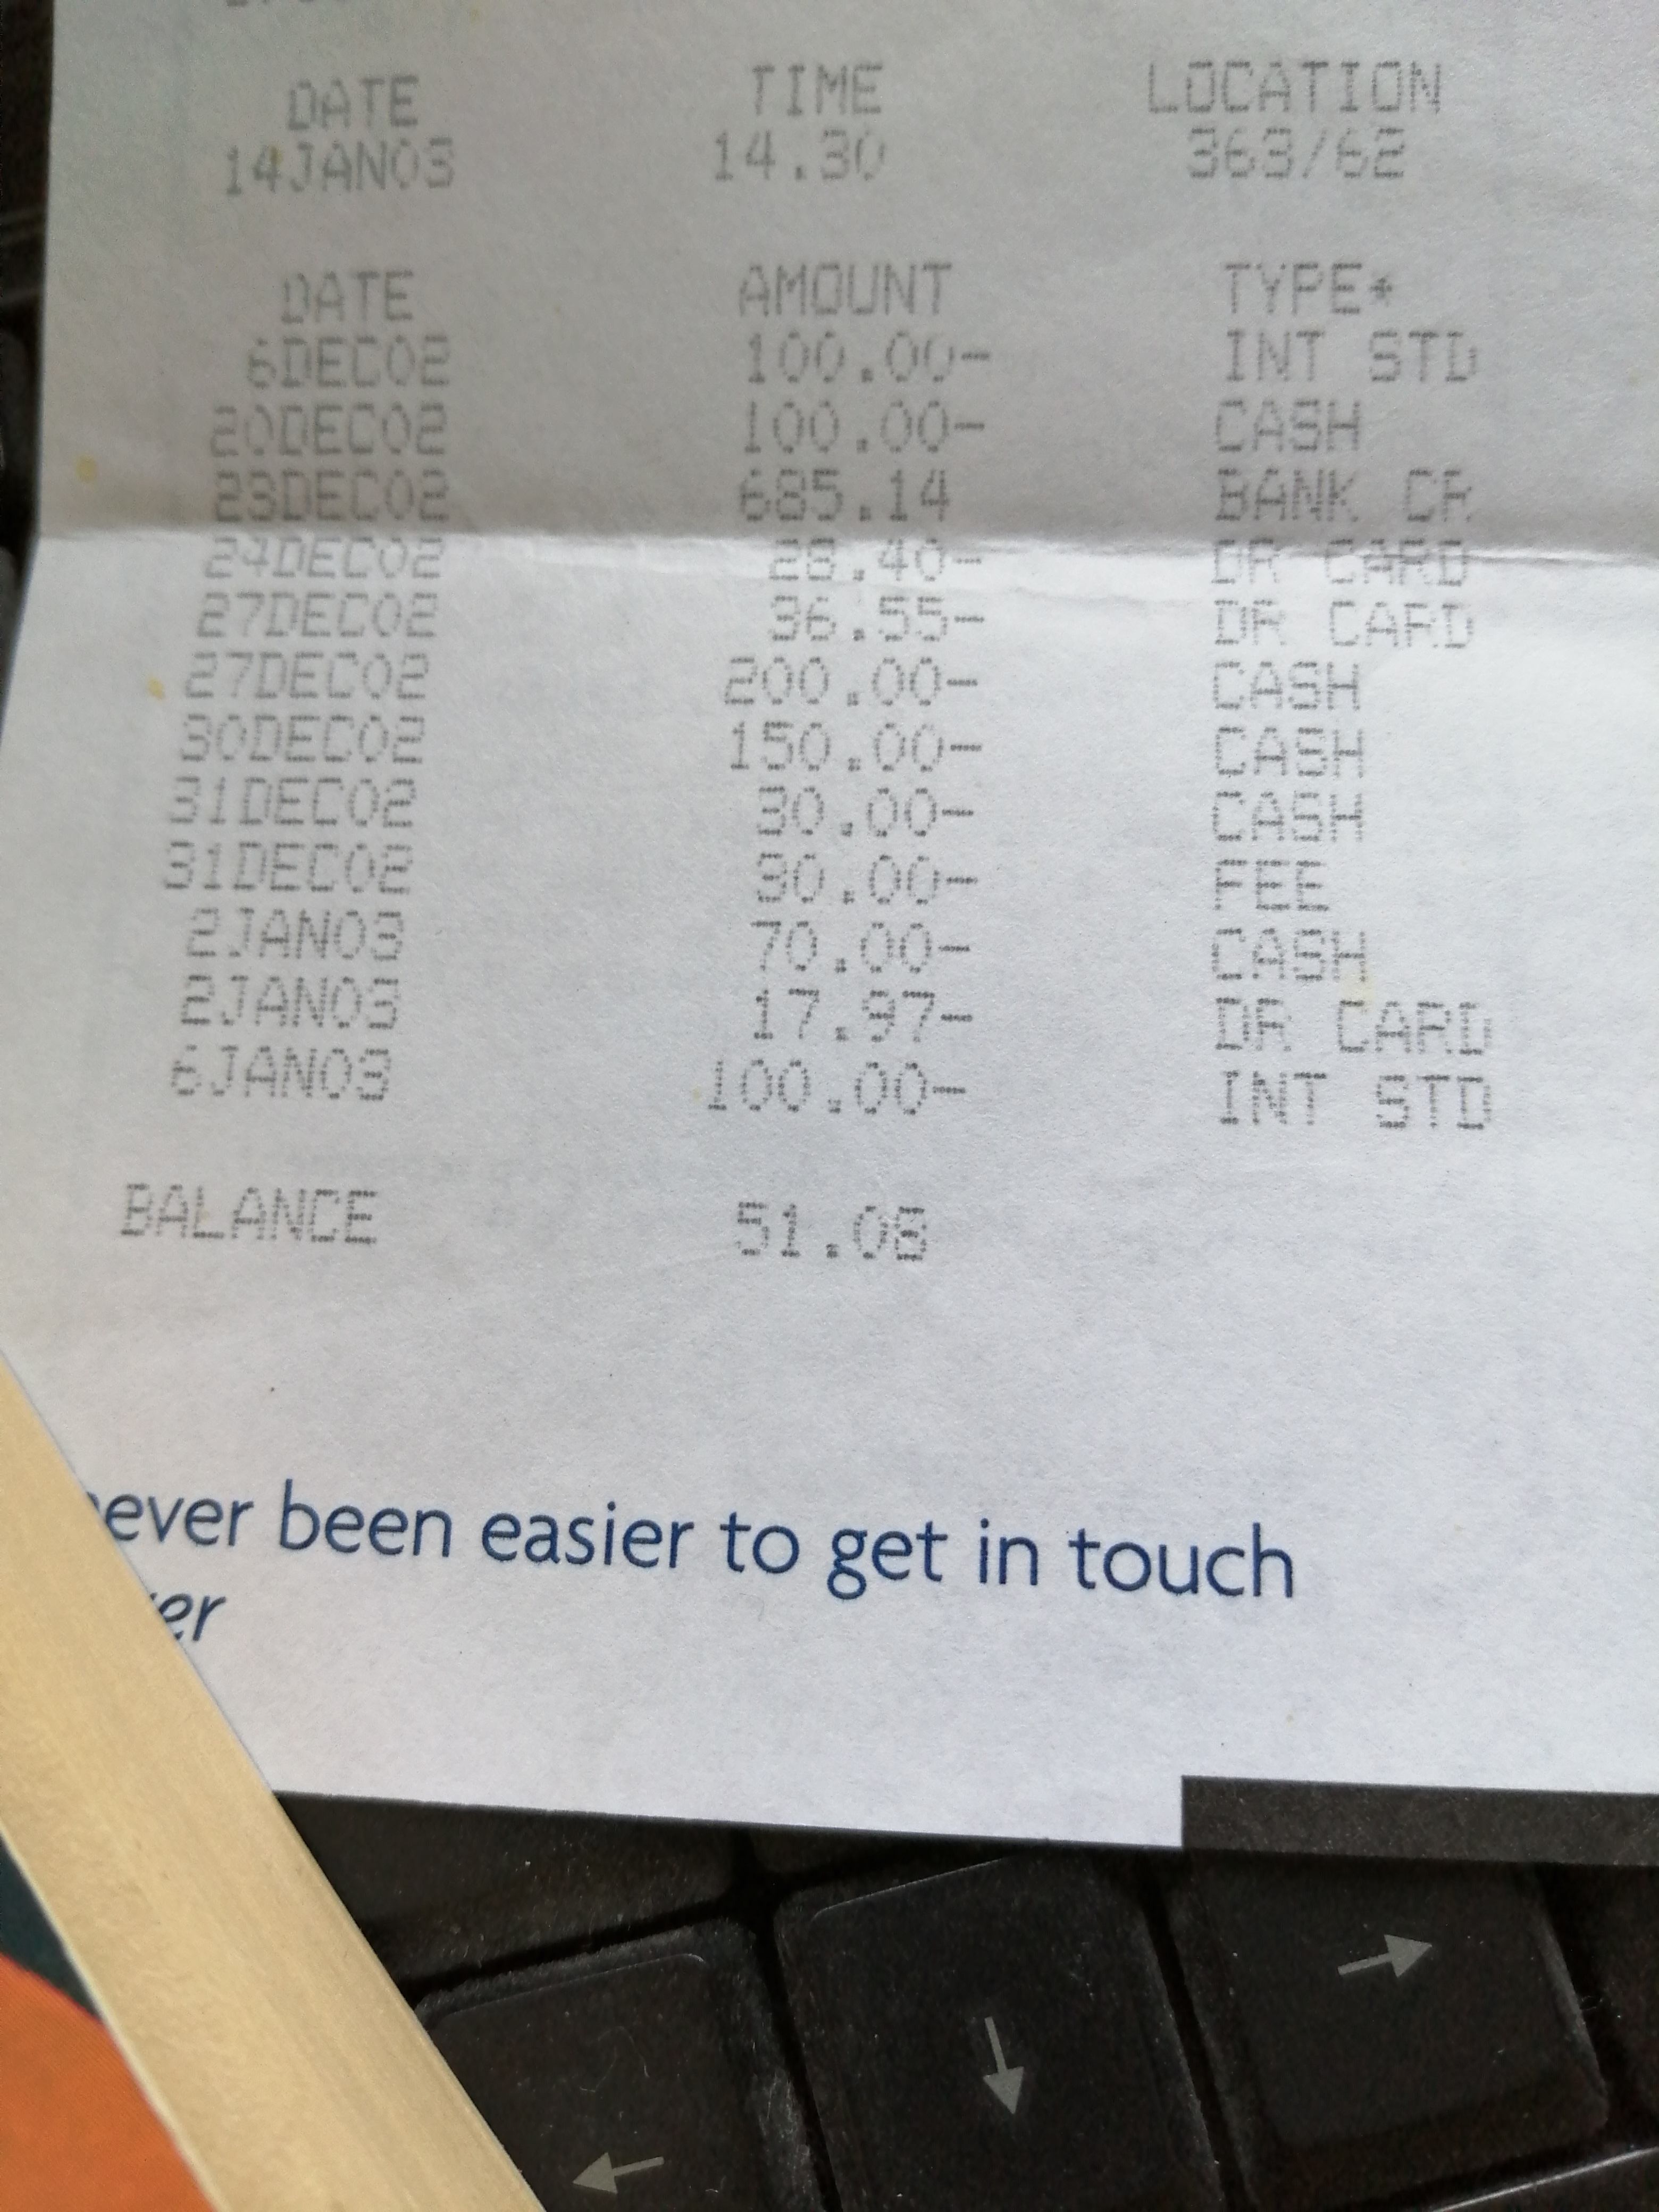 DATE TIME LOCATION
14JAN03 14.30 363/62
DATE AMOUNT TYPE*
6DEC02 100.00- INT STD
20DEC02 100.00- CASH
23DEC02 685.14 BANK CR
24DEC02 28.40- DR CARD
27DEC02 36.55- DR CARD
27DEC02 200.00- CASH
30DEC02 150.00- CASH
31DEC02 30.00- CASH
31DEC02 30.00- FEE
2JAN03 70.00- CASH
2JAN03 17.97- DR CARD
6JAN03 100.00- INT STD
BALANCE 51.08
ever been easier to get in touch
er